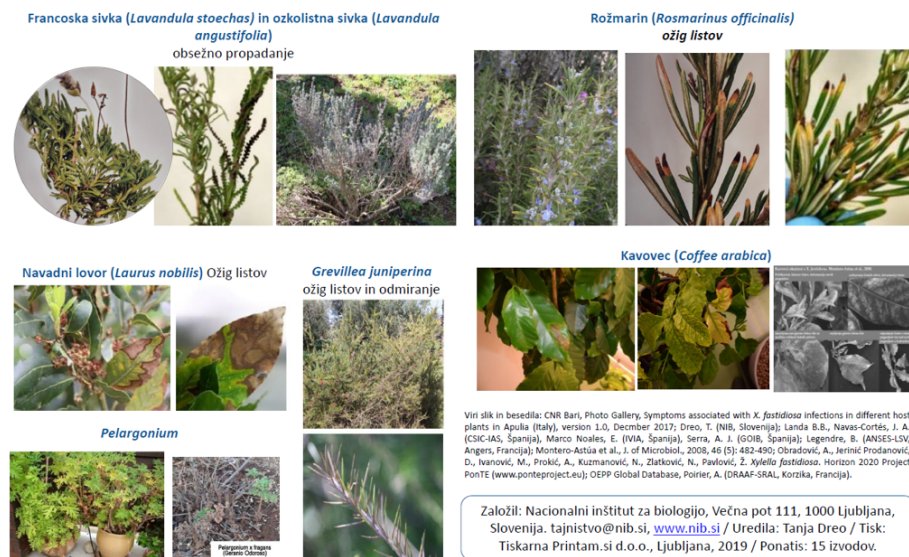 Francoska sivka (Lavandula stoechas) in ozkolistna sivka (Lavandula
angustifolia)
obsežno propadanje
Rožmarin (Rosmarinus officinalis)
ožig listov
Navadni lovor (Laurus nobilis) Ožig listov
Grevillea juniperina
ožig listov in odmiranje
Kavovec (Coffee arabica)
Pelargonium
Pelargonium x fragans
(Geranio Odoroso)
Viri slik in besedila: CNR Bari, Photo Gallery, Symptoms associated with X. fastidiosa infections in different host
plants in Apulia (Italy), version 1.0, Decmber 2017; Dreo, T. (NIB, Slovenija); Landa B.B., Navas-Cortés, J. A.
(CSIC-IAS, Španija), Marco Noales, E. (IVIA, Španija), Serra, A. J. (GOIB, Španija); Legendre, B. (ANSES-LSV,
Angers, Francija); Montero-Astúa et al., J. of Microbiol., 2008, 46 (5): 482-490; Obradović, A., Jerinić Prodanović,
D., Ivanović, M., Prokić, A., Kuzmanović, N., Zlatković, N., Pavlović, Ž. Xylella fastidiosa. Horizon 2020 Project
PonTE (www.ponteproject.eu); OEPP Global Database, Poirier, A. (DRAAF-SRAL, Korzika, Francija).
Založil: Nacionalni inštitut za biologijo, Večna pot 111, 1000 Ljubljana,
Slovenija. tajnistvo@nib.si, www.nib.si / Uredila: Tanja Dreo / Tisk:
Tiskarna Printam.si d.o.o., Ljubljana, 2019 / Ponatis: 15 izvodov.